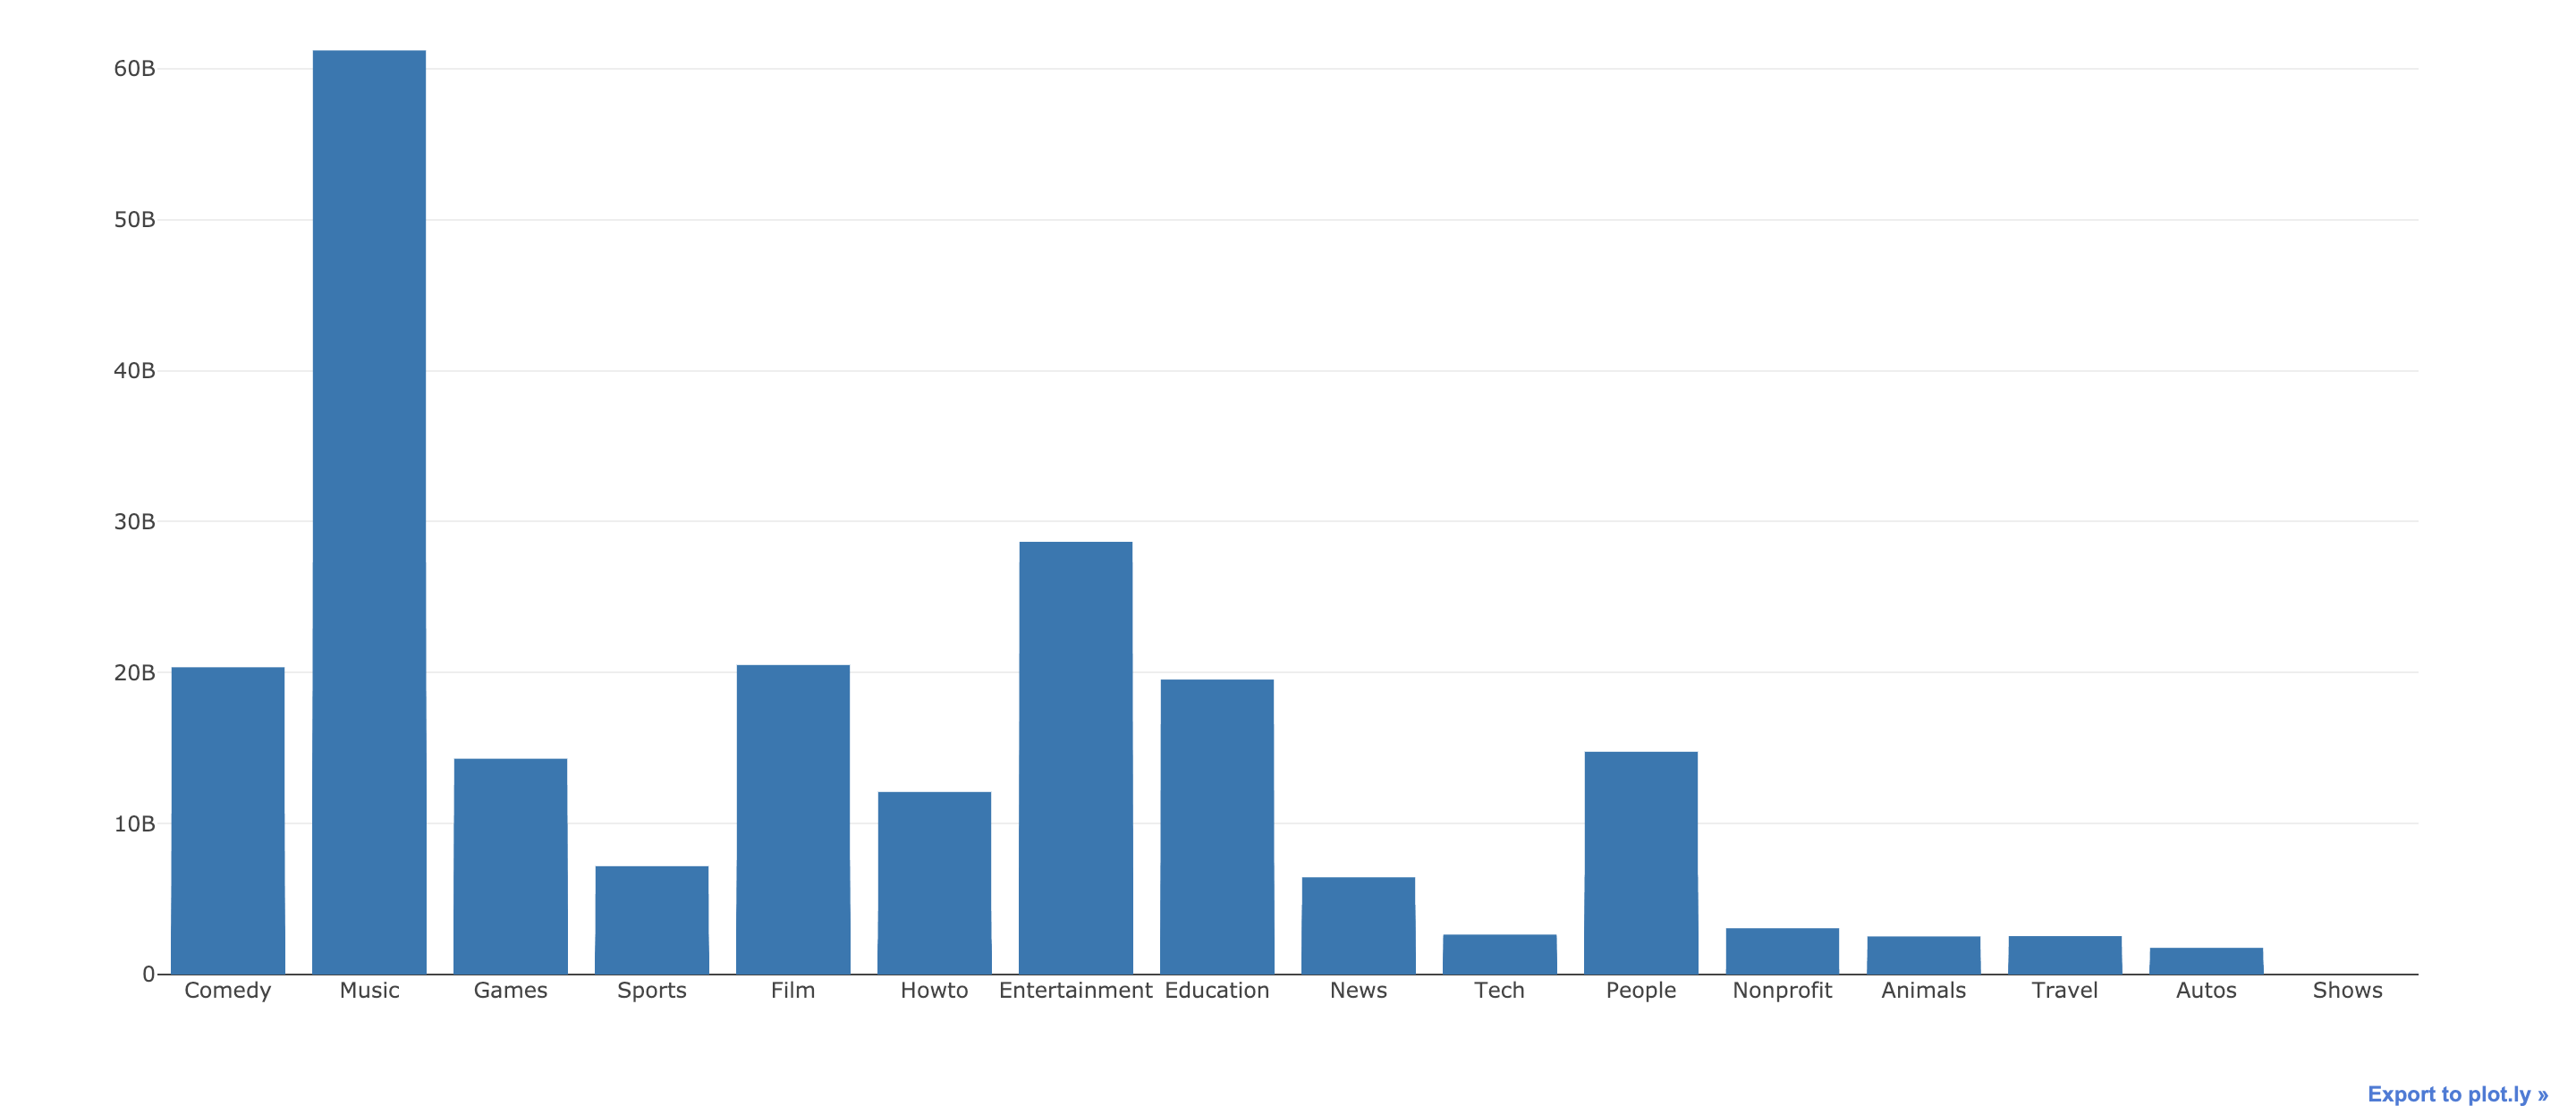 60B
50B
40B
30B
20B
10B
0
Comedy Music Games Sports Film Howto Entertainment Education News Tech People Nonprofit Animals Travel Autos Shows
Export to plot.ly »